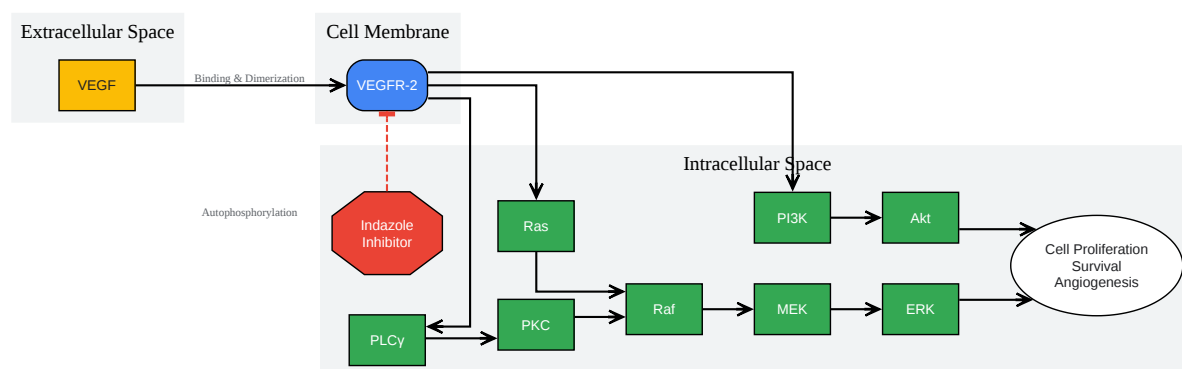 Extracellular Space
Cell Membrane
VEGF
Binding & Dimerization
VEGFR-2
Intracellular Space
Autophosphorylation
Indazole
Inhibitor
Ras
PI3K
Akt
Cell Proliferation
Survival
Angiogenesis
PLCγ
PKC
Raf
MEK
ERK